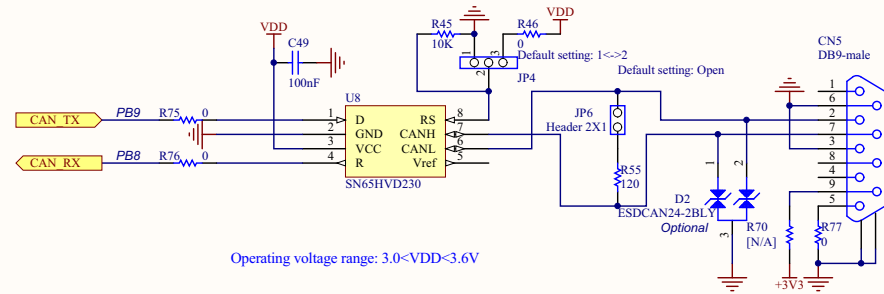 VDD
C49
100nF
R45
10K
R46
0
VDD
1
2
3
Default setting: 1<->2
JP4
Default setting: Open
CN5
DB9-male
U8
CAN_TX
PB9
R75
0
1
2
3
4
D
GND
VCC
R
RS
CANH
CANL
Vref
8
7
6
5
CAN_RX
PB8
R76
0
SN65HVD230
JP6
Header 2X1
R55
120
1
2
3
D2
ESDCAN24-2BLY
Optional
R70
[N/A]
R77
0
+3V3
1
6
2
7
3
8
4
9
5
Operating voltage range: 3.0<VDD<3.6V